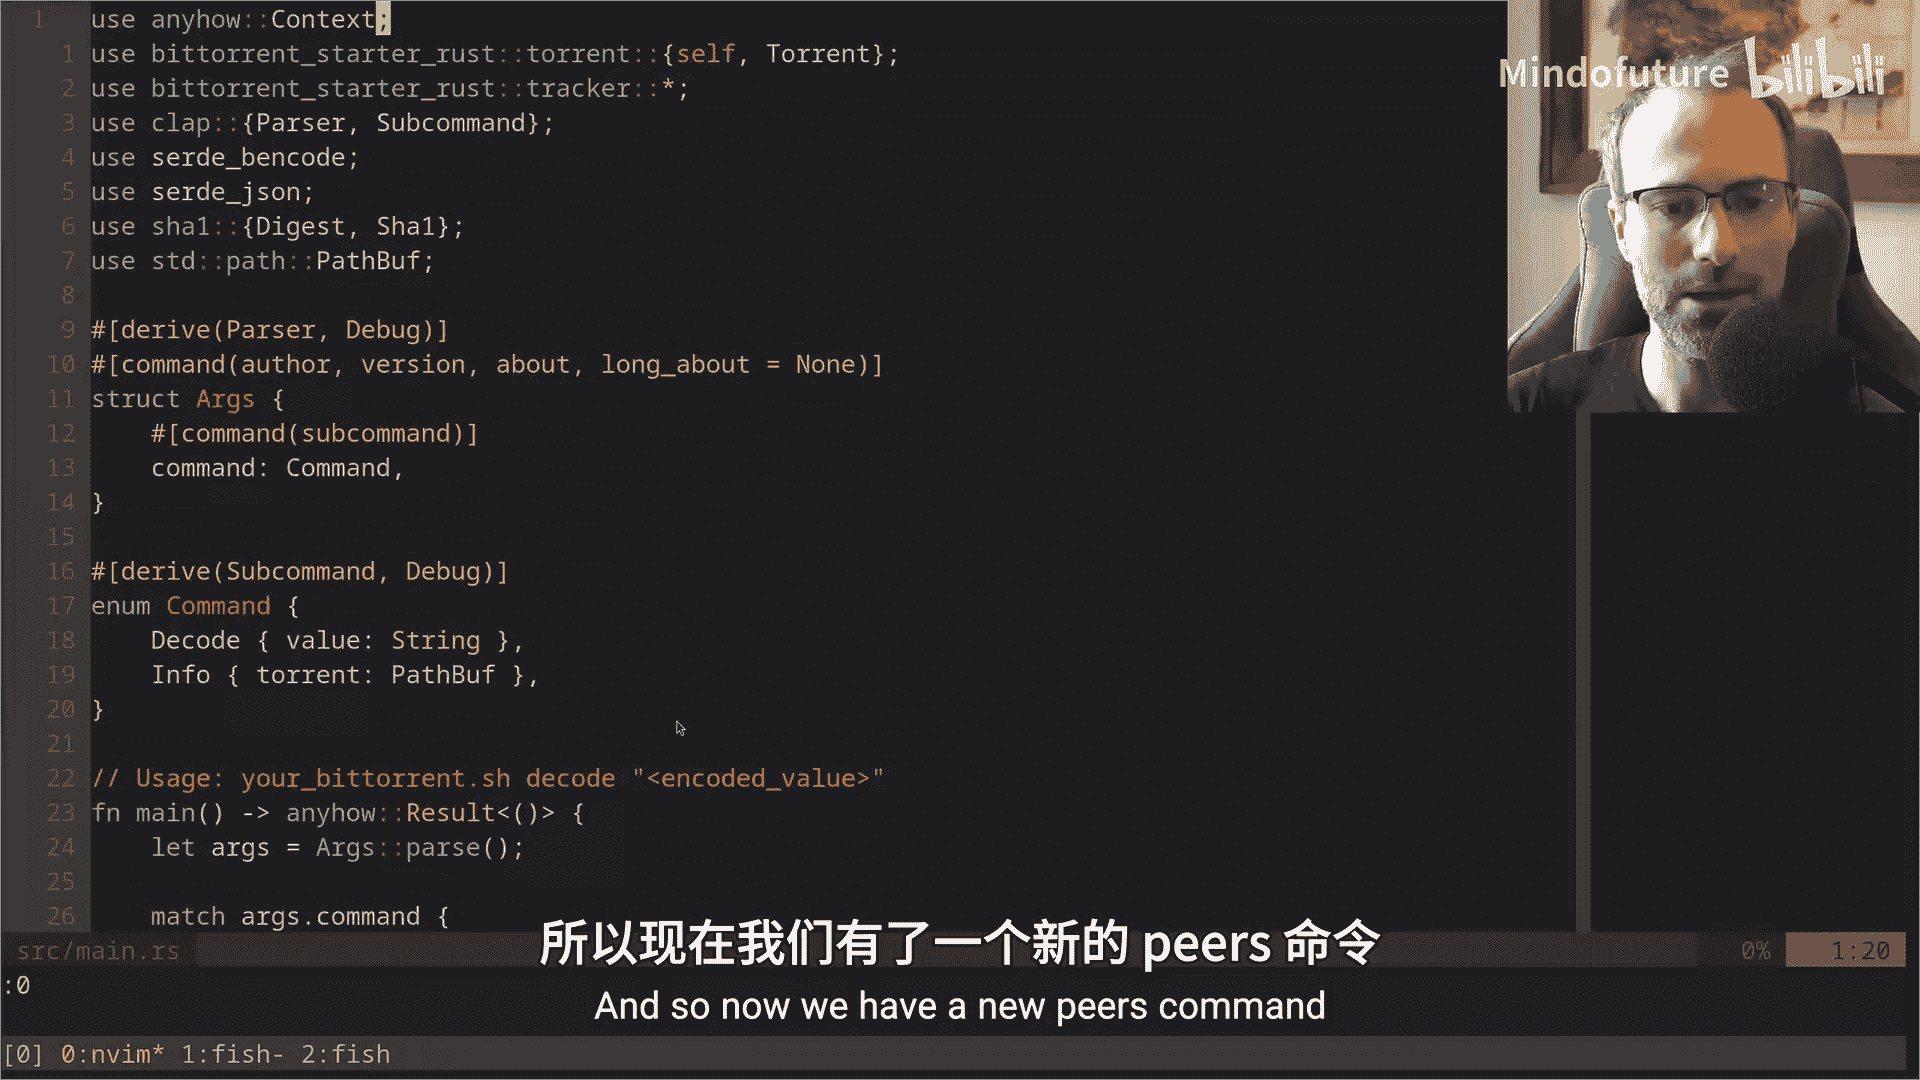 1 use anyhow::Context;
1 use bittorrent_starter_rust::torrent::{self, Torrent};
2 use bittorrent_starter_rust::tracker::*;
3 use clap::{Parser, Subcommand};
4 use serde_bencode;
5 use serde_json;
6 use sha1::{Digest, Sha1};
7 use std::path::PathBuf;
8
9 #[derive(Parser, Debug)]
10 #[command(author, version, about, long_about = None)]
11 struct Args {
12     #[command(subcommand)]
13     command: Command,
14 }
15
16 #[derive(Subcommand, Debug)]
17 enum Command {
18     Decode { value: String },
19     Info { torrent: PathBuf },
20 }
21
22 // Usage: your_bittorrent.sh decode "<encoded_value>"
23 fn main() -> anyhow::Result<()> {
24     let args = Args::parse();
25
26     match args.command {
Mindofuture bilibili
src/main.rs 0% 1:20
所以现在我们有了一个新的 peers 命令
:0
And so now we have a new peers command
[0] 0:nvim* 1:fish- 2:fish